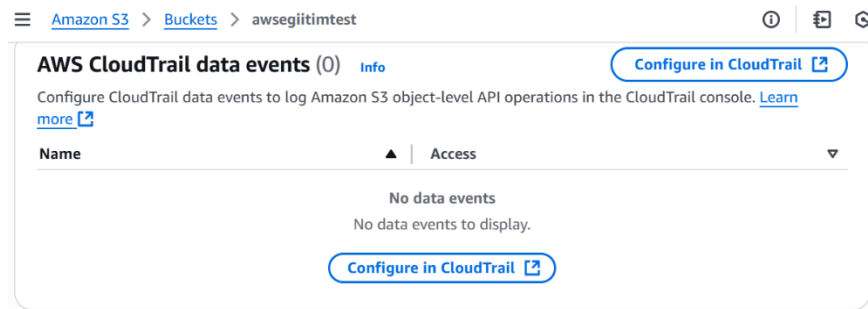 Amazon S3 > Buckets > awsegiitimtest
AWS CloudTrail data events (0) Info Configure in CloudTrail
Configure CloudTrail data events to log Amazon S3 object-level API operations in the CloudTrail console. Learn
more
Name Access
No data events
No data events to display.
Configure in CloudTrail